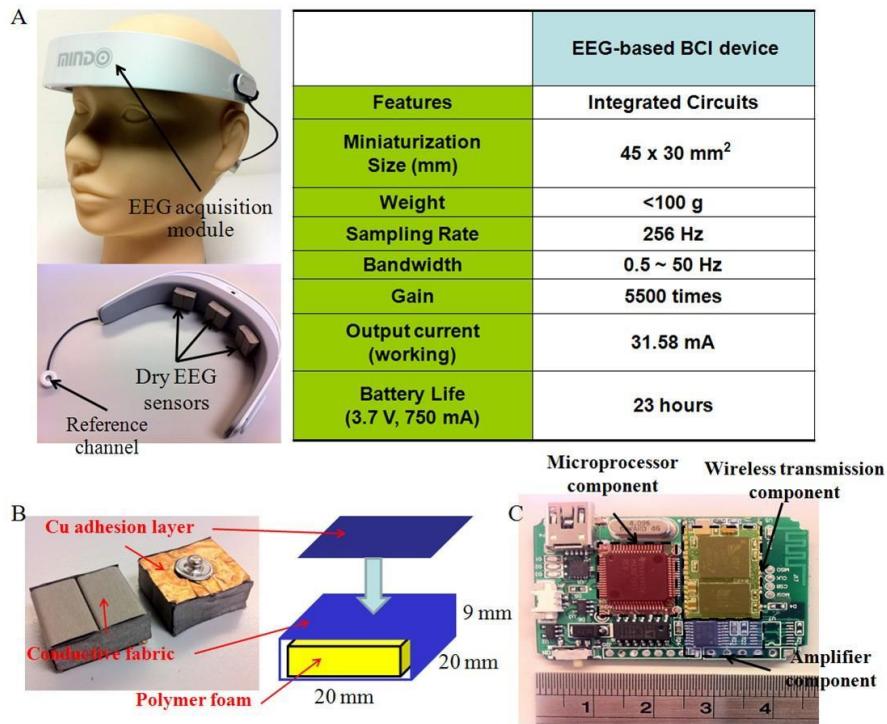 A
MINDO
EEG acquisition
module
Dry EEG
sensors
Reference
channel
EEG-based BCI device
Features
Integrated Circuits
Miniaturization
Size (mm)
45 x 30 mm²
Weight
<100 g
Sampling Rate
256 Hz
Bandwidth
0.5 ~ 50 Hz
Gain
5500 times
Output current
(working)
31.58 mA
Battery Life
(3.7 V, 750 mA)
23 hours
B
Cu adhesion layer
Conductive fabric
Polymer foam
9 mm
20 mm
20 mm
C
Microprocessor
component
Wireless transmission
component
Amplifier
component
1 2 3 4